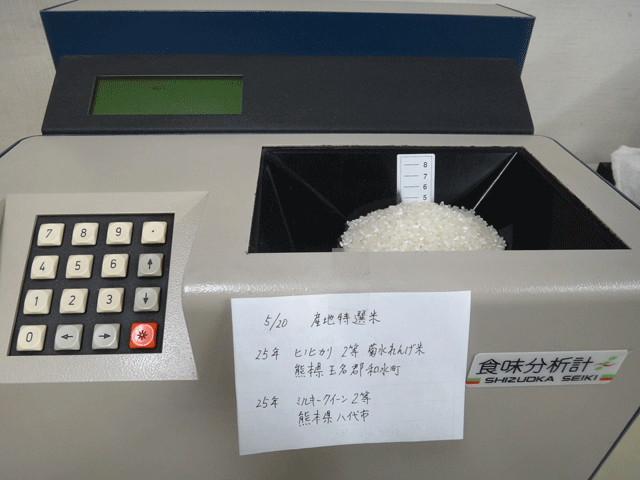 8
7
6
5
7 8 9 .
4 5 6 ↑
1 2 3 ↓
0 ← → *
5/20 産地特選米
25年 ヒノヒカリ 2等 菊水れんげ米
熊本県 玉名郡和水町
25年 ミルキークイーン 2等
熊本県八代市
食味分析計
SHIZUOKA SEIKI